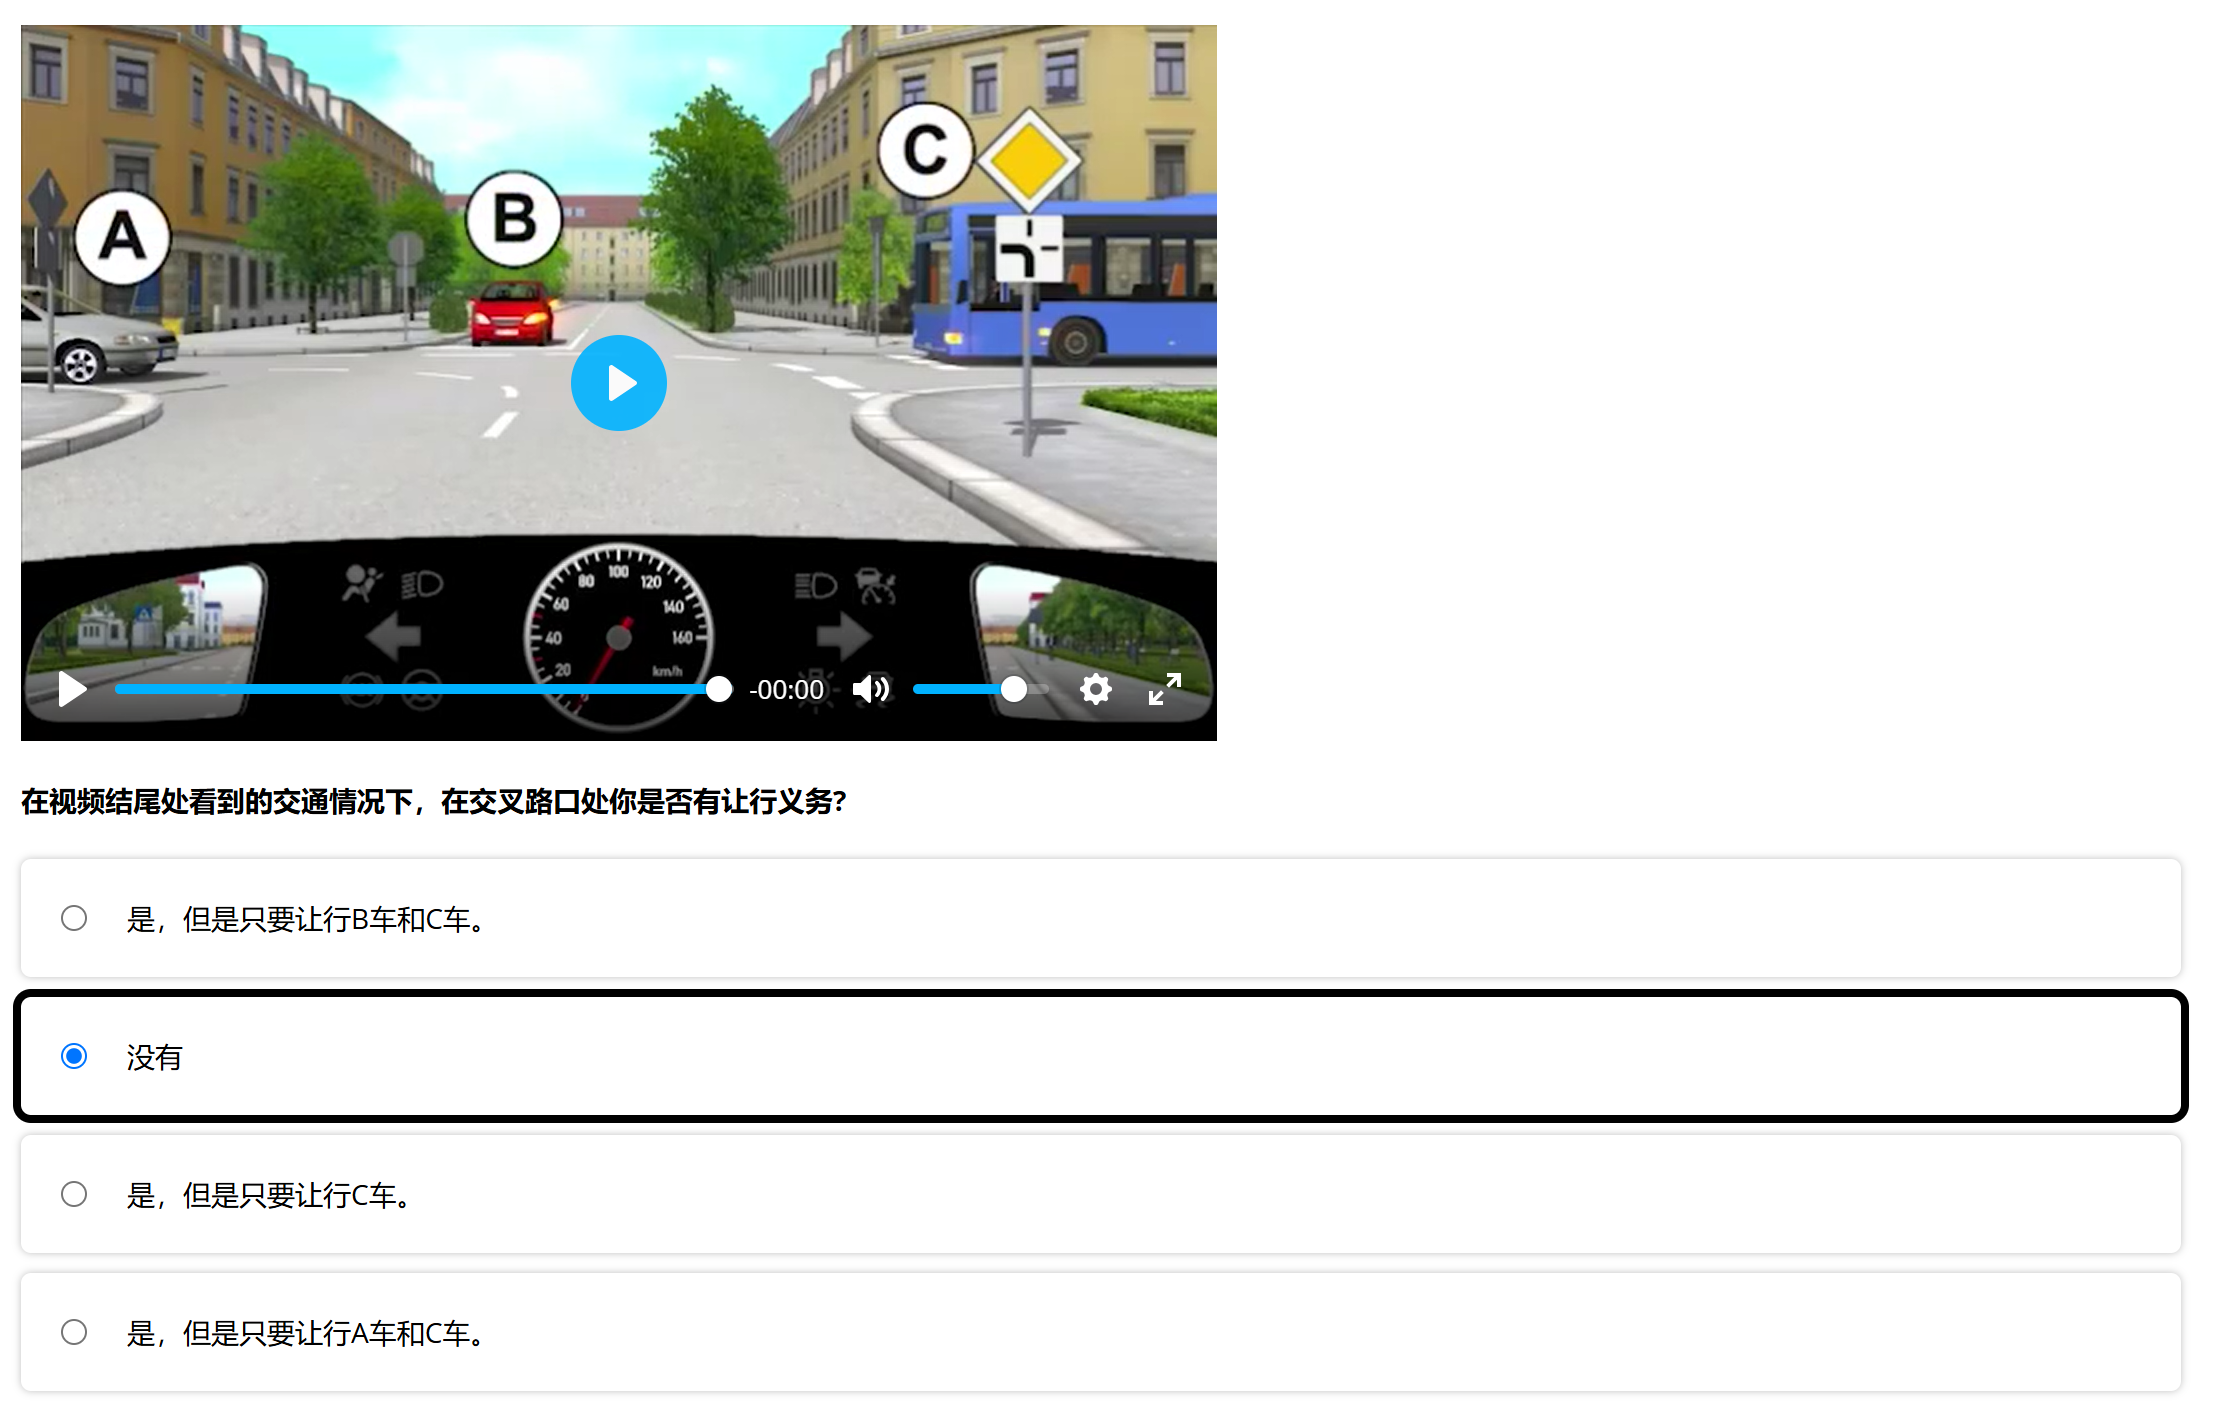 A
B
C
80 100 120
60 140
40 160
20 km/h
-00:00
在视频结尾处看到的交通情况下，在交叉路口处你是否有让行义务?
是，但是只要让行B车和C车。
没有
是，但是只要让行C车。
是，但是只要让行A车和C车。